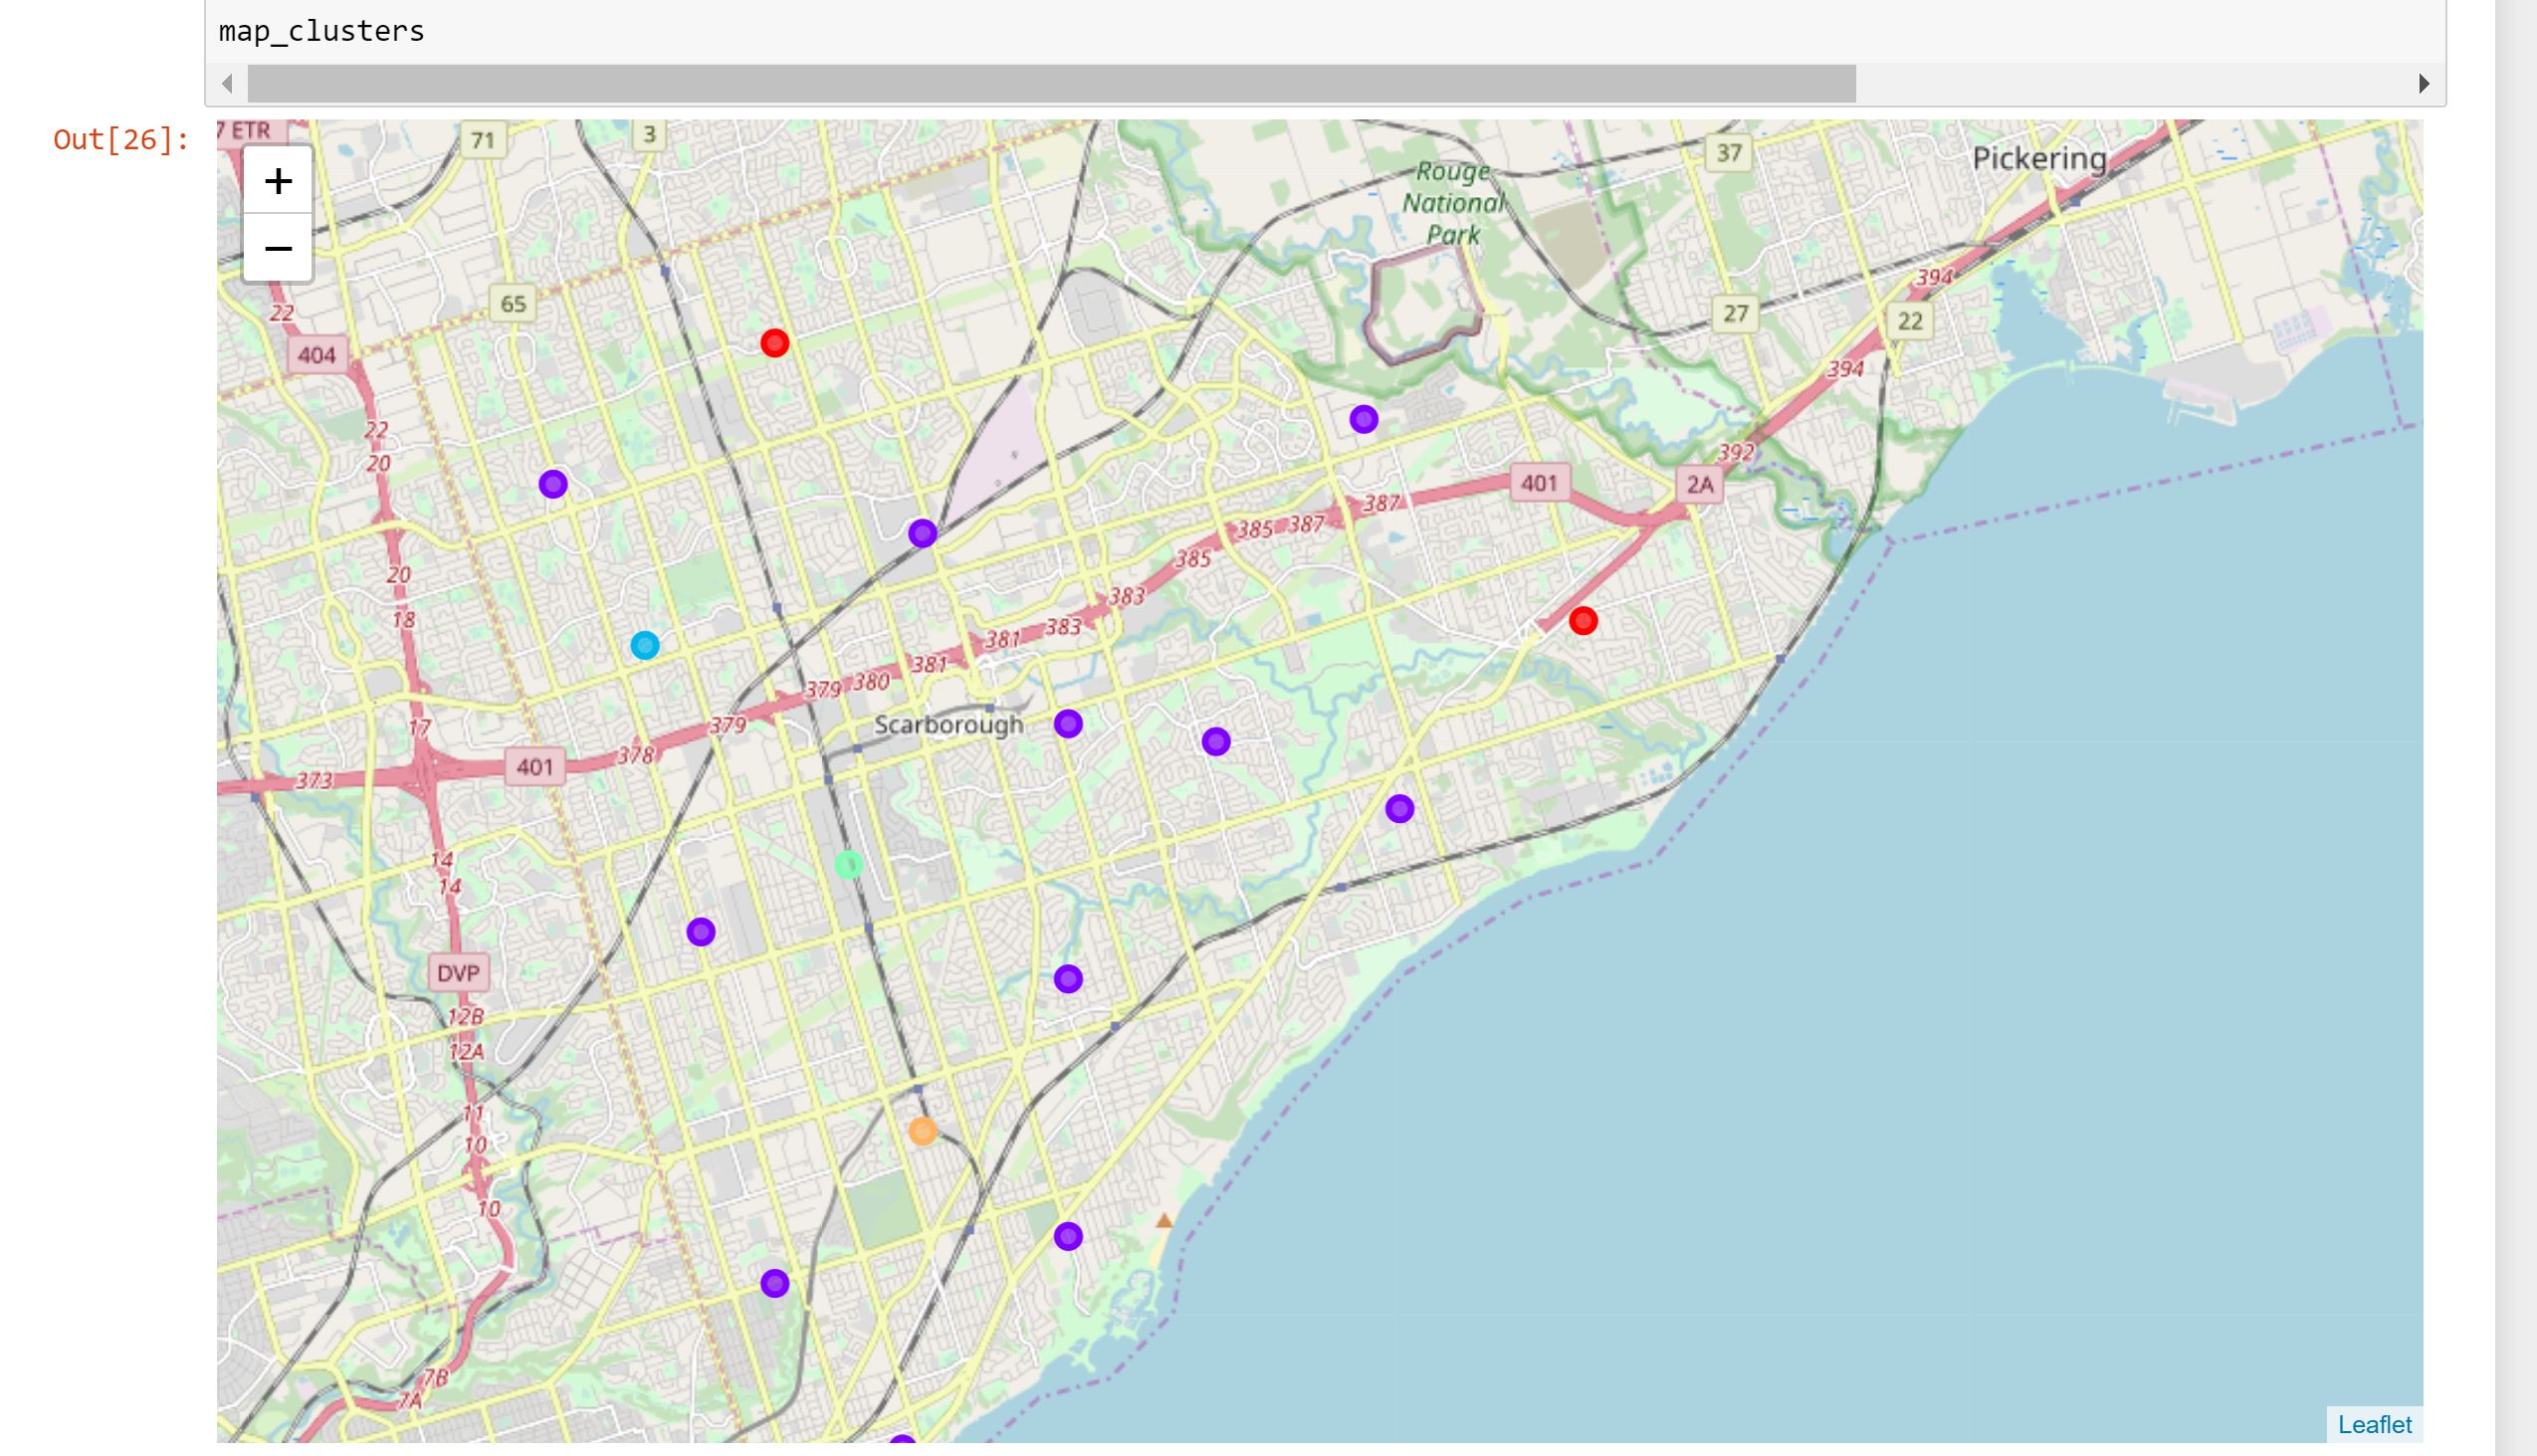 map_clusters
Out[26]:
7 ETR
71
3
37
Pickering
+
Rouge
National
Park
−
394
65
22
27
22
404
394
22
20
392
401
2A
387
385 387
385
20
383
18
383
381
381
380
379
17
Scarborough
379
378
401
373
14
14
DVP
12B
12A
11
10
10
7B
7A
Leaflet